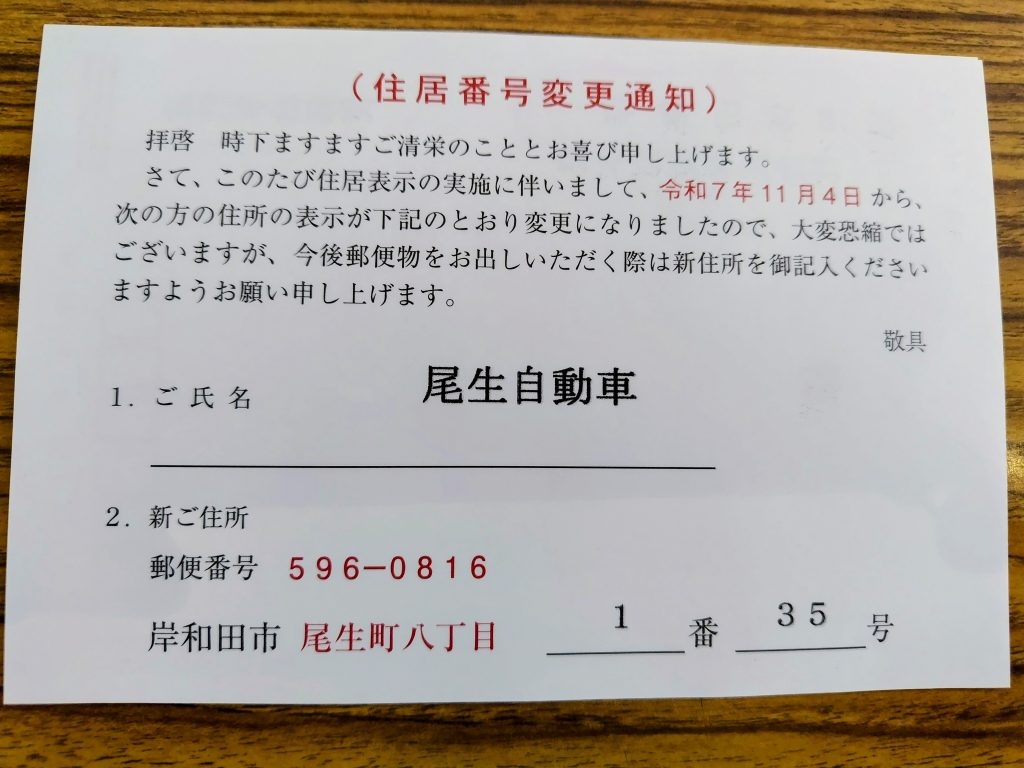 （住居番号変更通知）
拝啓　時下ますますご清栄のこととお喜び申し上げます。
さて、このたび住居表示の実施に伴いまして、令和７年１１月４日から、
次の方の住所の表示が下記のとおり変更になりましたので、大変恐縮では
ございますが、今後郵便物をお出しいただく際は新住所を御記入ください
ますようお願い申し上げます。
敬具
１．ご氏名　尾生自動車
２．新ご住所
郵便番号　５９６－０８１６
岸和田市　尾生町八丁目　１　番　３５　号